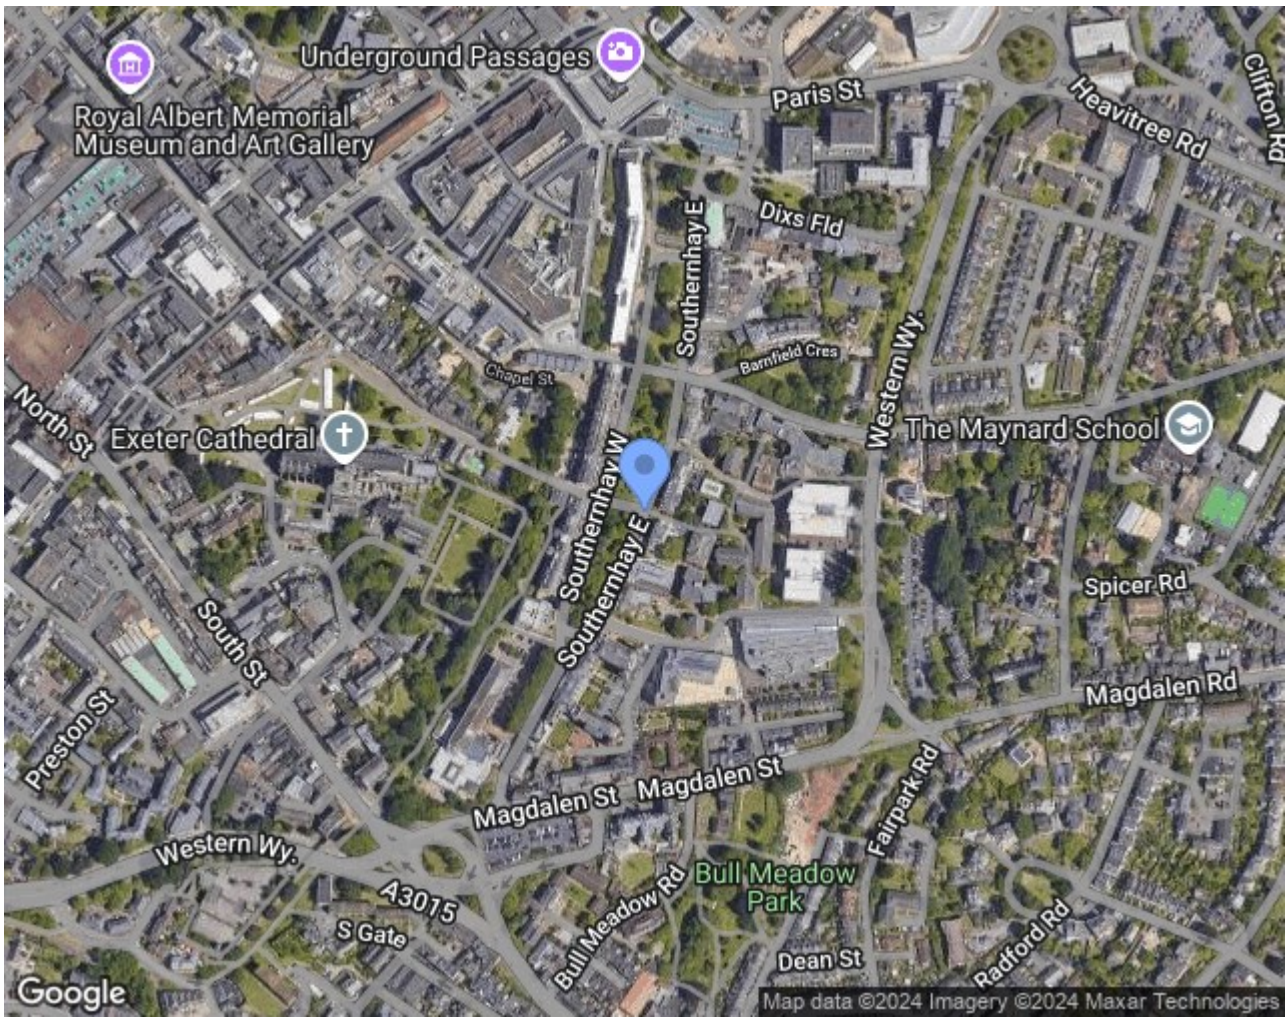 Underground Passages
Royal Albert Memorial
Museum and Art Gallery
Paris St
Heavitree Rd
Clifton Rd
Southernhay E
Dixs Fld
Barnfield Cres
Chapel St
Western Wy.
North St
Exeter Cathedral
The Maynard School
Southernhay W
Southernhay E
Spicer Rd
South St
Preston St
Magdalen Rd
Magdalen St
Magdalen St
Fairpark Rd
Western Wy.
A3015
S Gate
Bull Meadow Rd
Bull Meadow
Park
Dean St
Radford Rd
Google
Map data ©2024 Imagery ©2024 Maxar Technologies